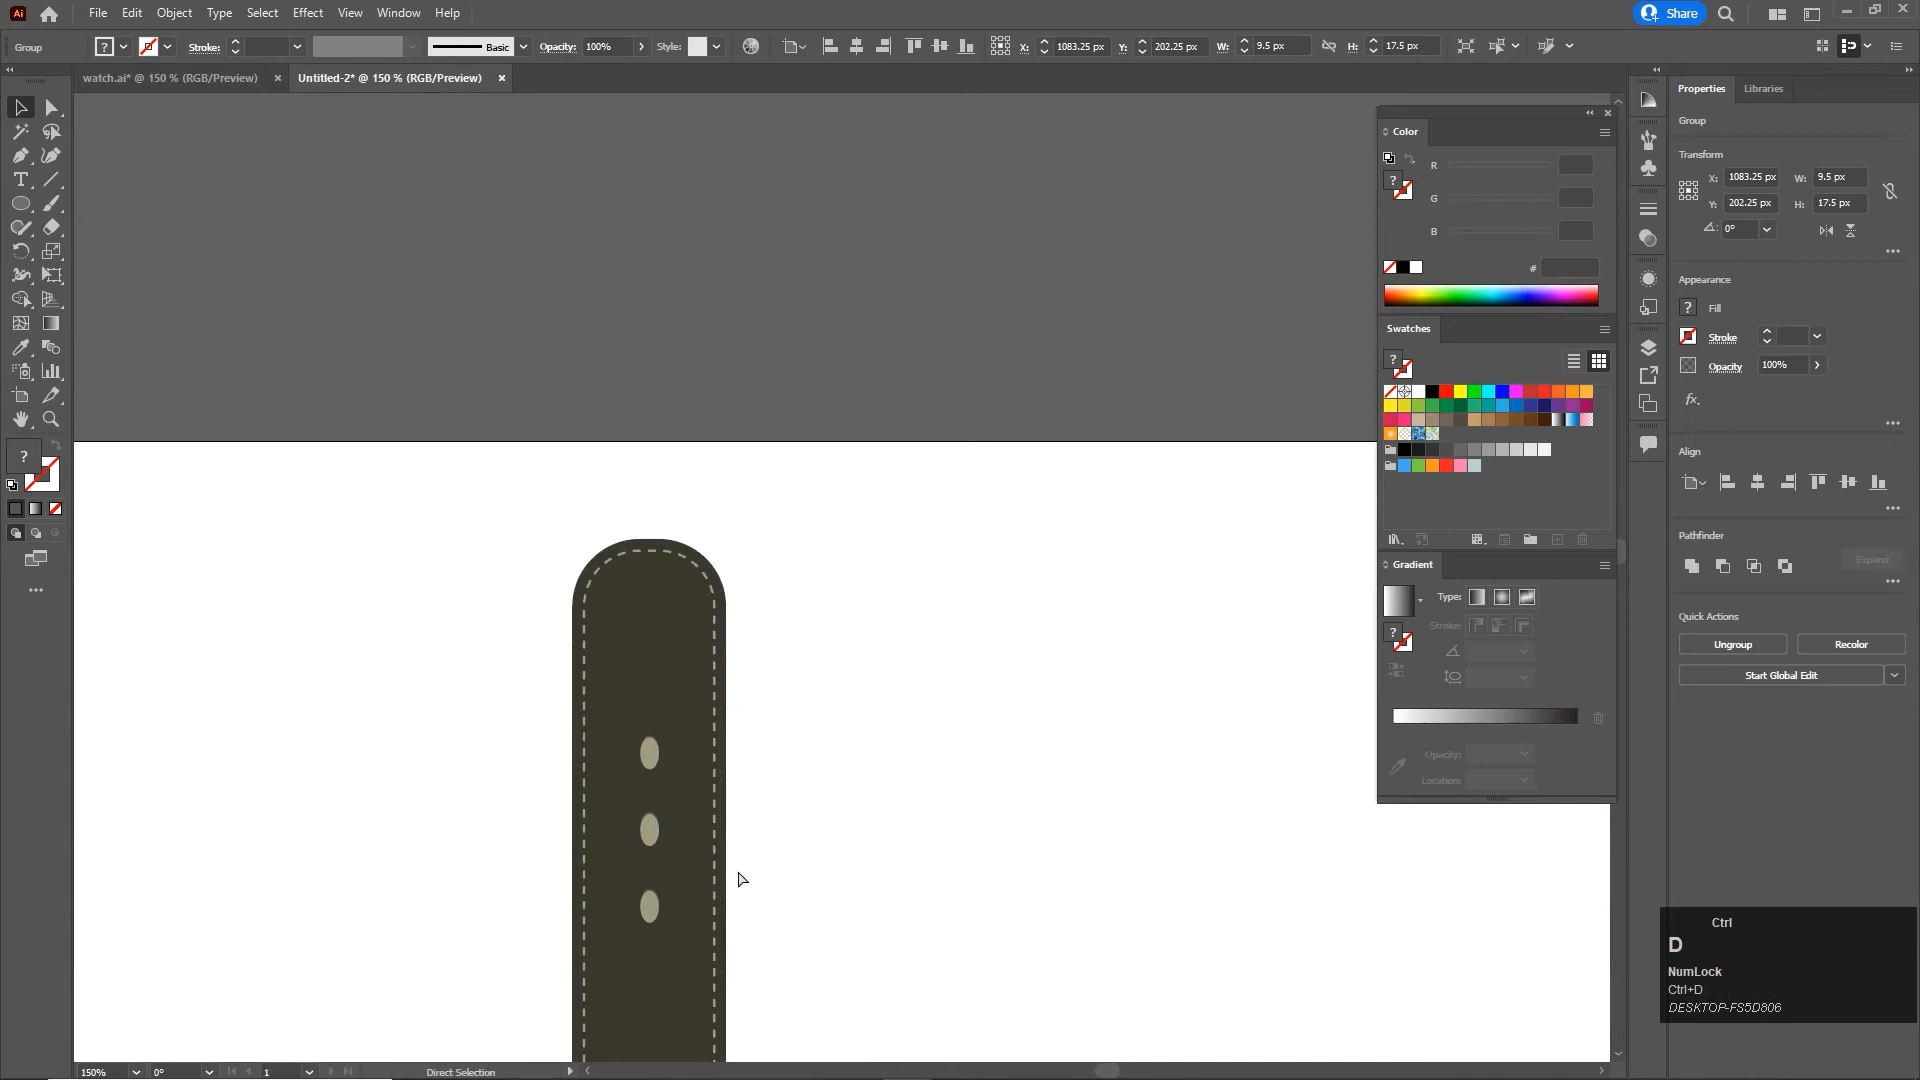 Ai File Edit Object Type Select Effect View Window Help Share
Group ? Stroke: Basic Opacity: 100% Style: X: 1083.25 px Y: 202.25 px W: 9.5 px H: 17.5 px
watch.ai* @ 150 % (RGB/Preview) × Untitled-2* @ 150 % (RGB/Preview) ×
Properties Libraries
Group
Transform
X: 1083.25 px W: 9.5 px
Y: 202.25 px H: 17.5 px
0°
Appearance
? Fill
Stroke
Opacity 100%
fx.
Align
Pathfinder
Expand
Quick Actions
Ungroup Recolor
Start Global Edit
Color
R
? G
B
#
Swatches
?
Gradient
Type:
? Stroke:
Opacity:
Location:
T
?
Ctrl
D
NumLock
Ctrl+D
DESKTOP-FS5D806
150% 0° 1 Direct Selection